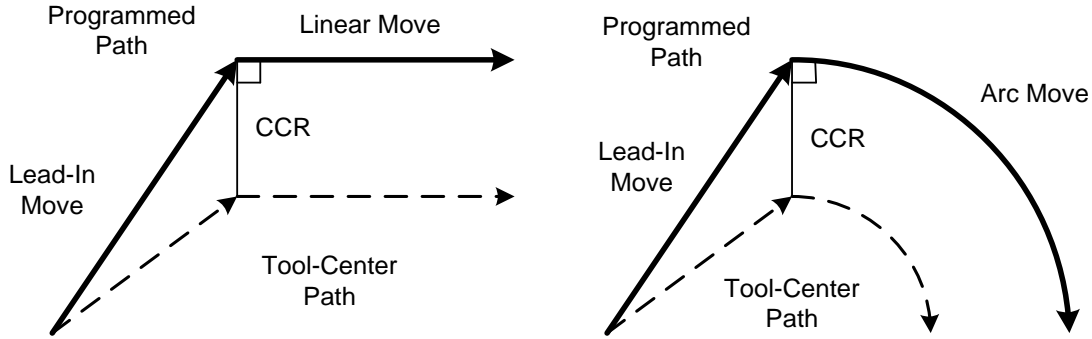 Programmed
Path
Linear Move
CCR
Lead-In
Move
Tool-Center
Path
Programmed
Path
Arc Move
CCR
Lead-In
Move
Tool-Center
Path